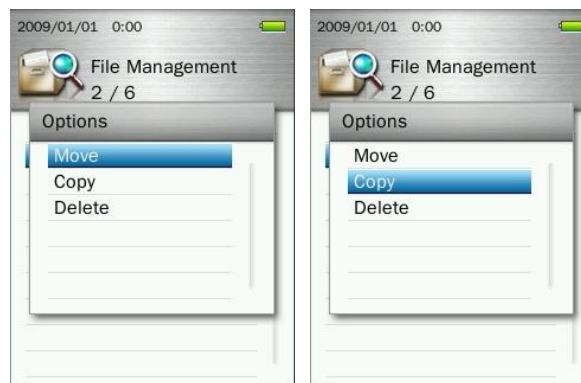 2009/01/01 0:00
File Management
2 / 6
Options
Move
Copy
Delete
2009/01/01 0:00
File Management
2 / 6
Options
Move
Copy
Delete